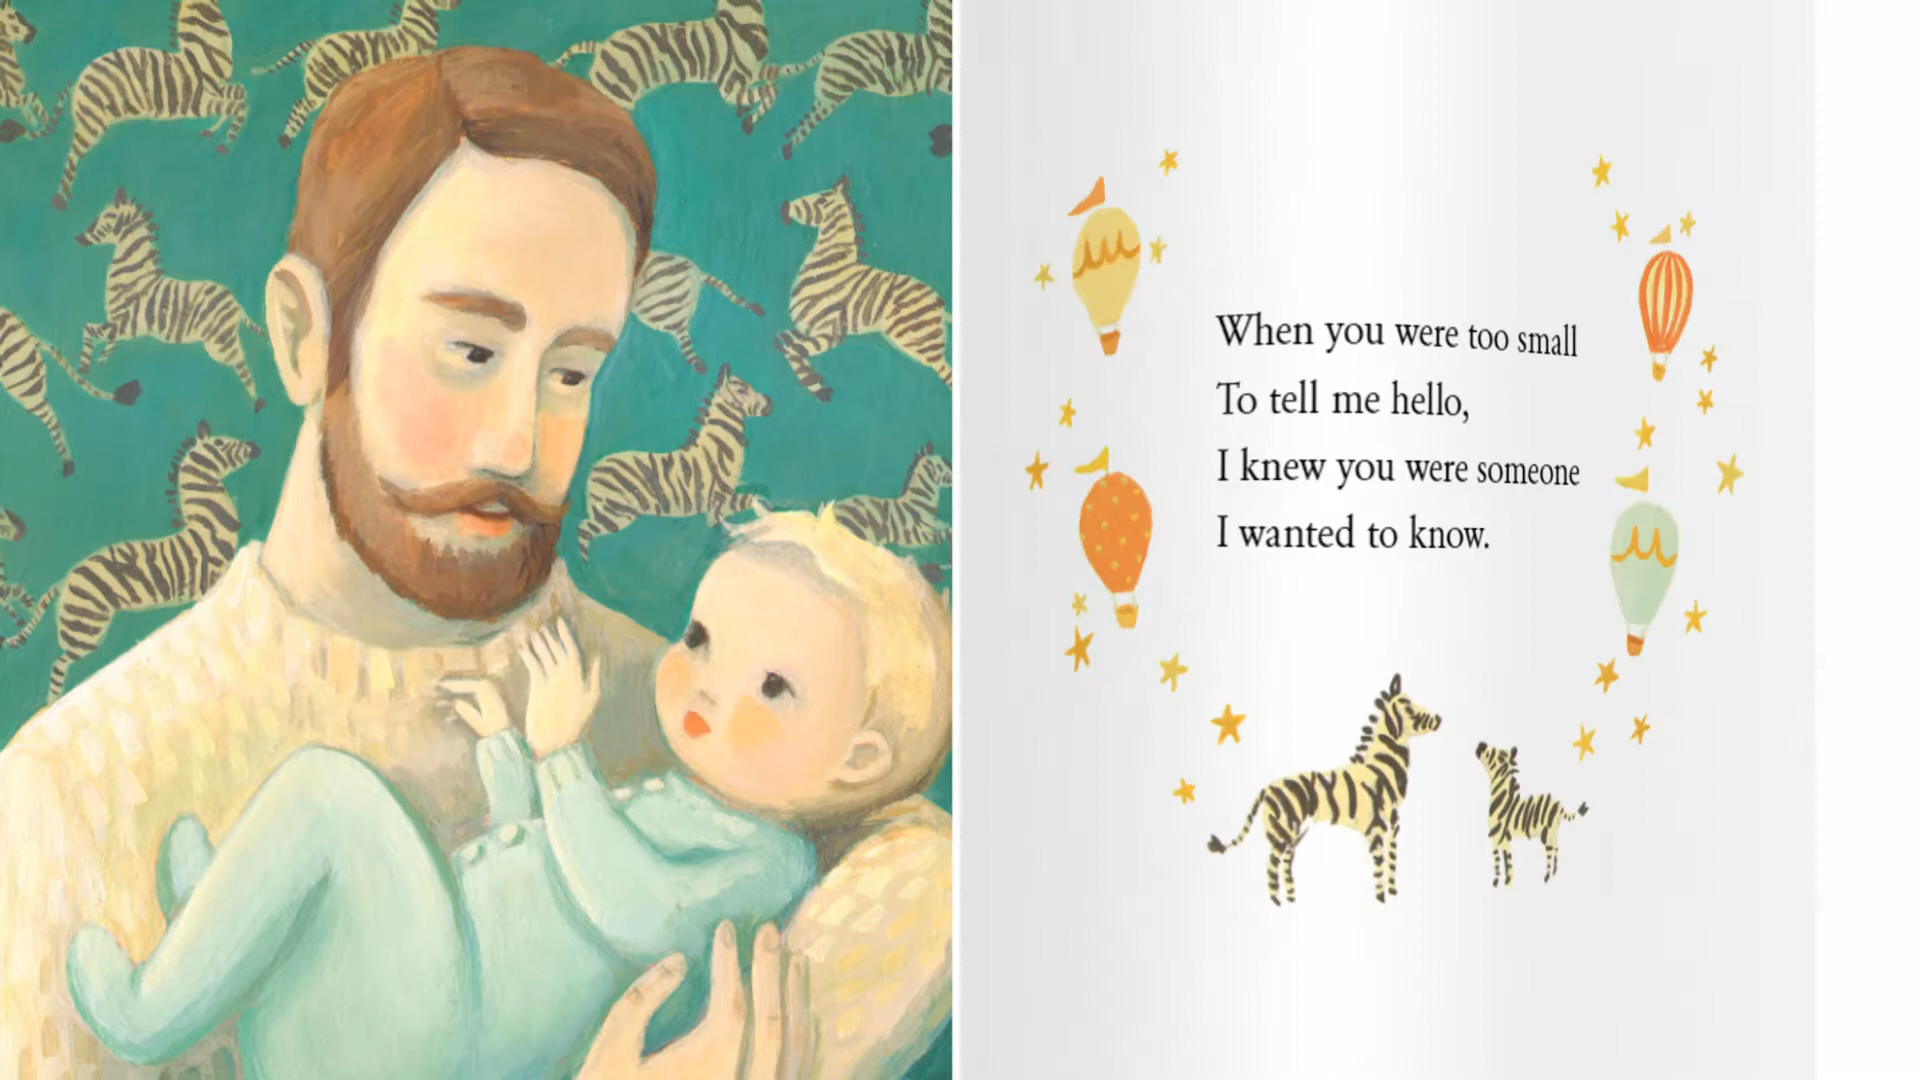 When you were too small
To tell me hello,
I knew you were someone
I wanted to know.